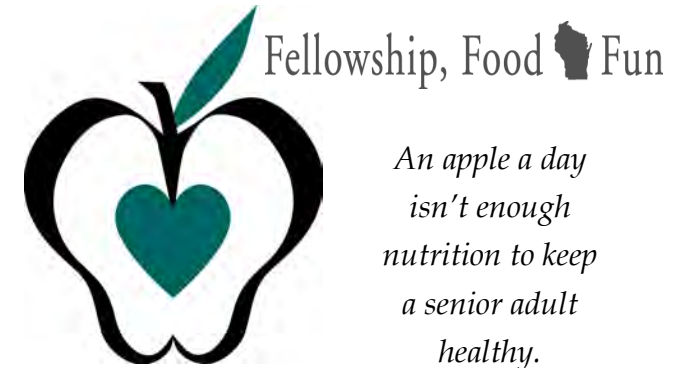 Fellowship, Food Fun
An apple a day
isn't enough
nutrition to keep
a senior adult
healthy.